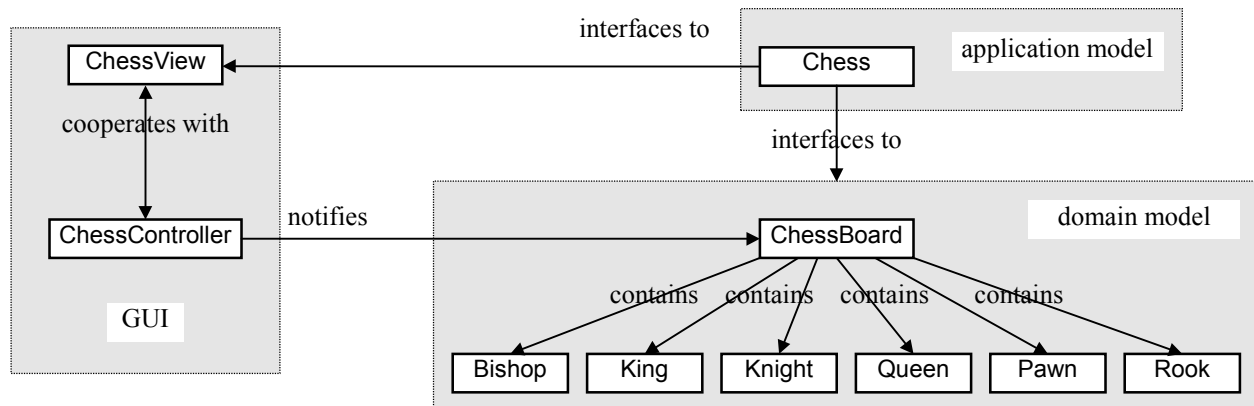 interfaces to
application model
ChessView
Chess
cooperates with
interfaces to
notifies
domain model
ChessController
ChessBoard
contains
contains
contains
contains
GUI
Bishop
King
Knight
Queen
Pawn
Rook